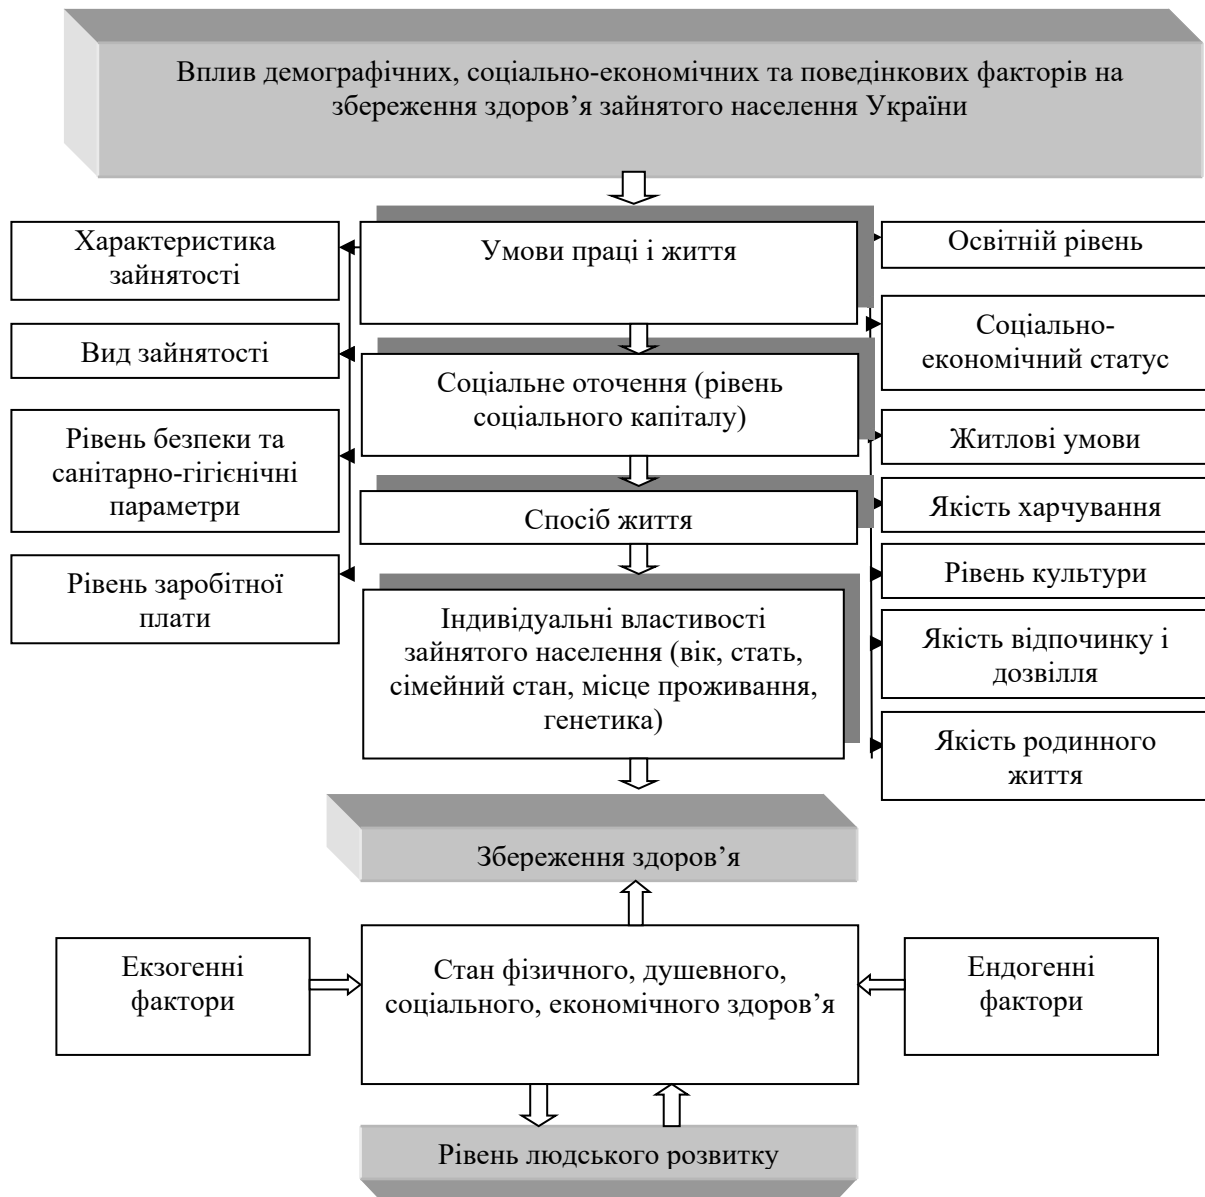 Вплив демографічних, соціально-економічних та поведінкових факторів на
збереження здоров’я зайнятого населення України
Характеристика
зайнятості
Умови праці і життя
Освітній рівень
Вид зайнятості
Соціально-
економічний статус
Соціальне оточення (рівень
соціального капіталу)
Рівень безпеки та
санітарно-гігієнічні
параметри
Житлові умови
Спосіб життя
Якість харчування
Рівень заробітної
плати
Рівень культури
Індивідуальні властивості
зайнятого населення (вік, стать,
сімейний стан, місце проживання,
генетика)
Якість відпочинку і
дозвілля
Якість родинного
життя
Збереження здоров’я
Екзогенні
фактори
Стан фізичного, душевного,
соціального, економічного здоров’я
Ендогенні
фактори
Рівень людського розвитку